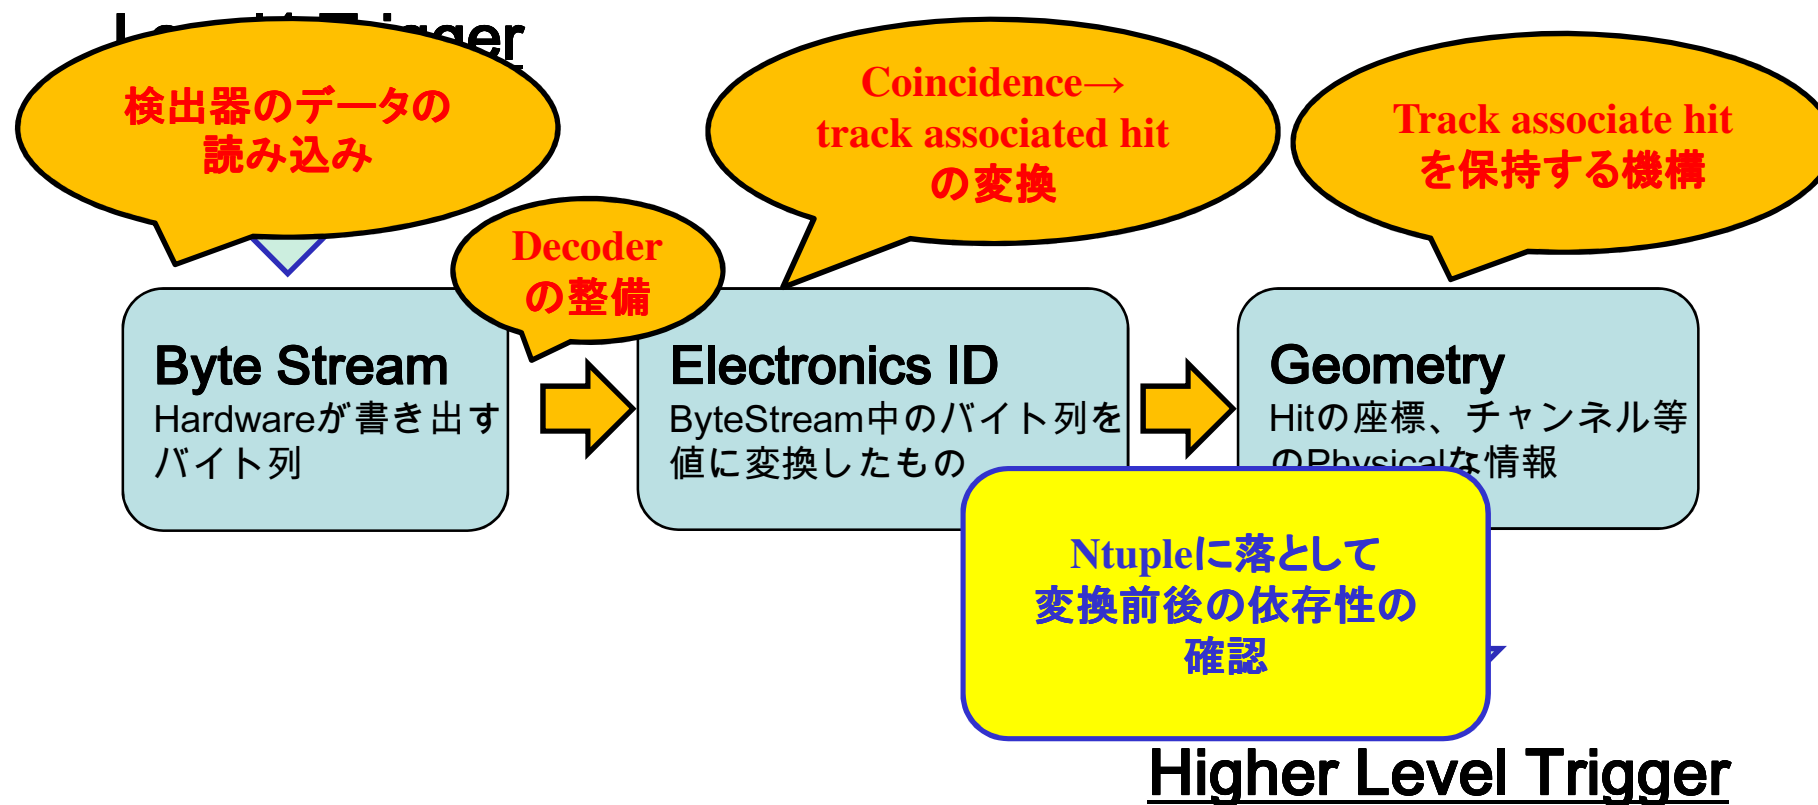 Trigger
検出器のデータの
読み込み
Coincidence→
track associated hit
の変換
Track associate hit
を保持する機構
Decoder
の整備
Byte Stream
Hardwareが書き出す
バイト列
Electronics ID
ByteStream中のバイト列を
値に変換したもの
Geometry
Hitの座標、チャンネル等
のPhysicalな情報
Ntupleに落として
変換前後の依存性の
確認
Higher Level Trigger